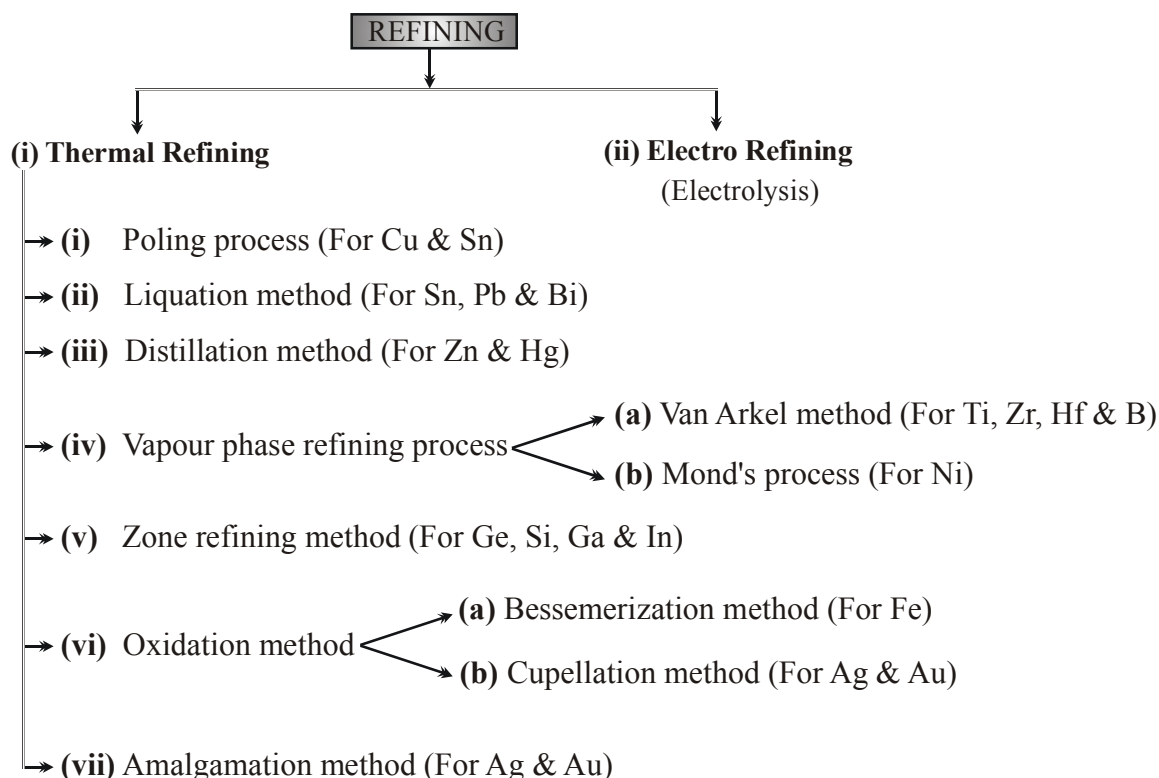 REFINING
(i) Thermal Refining
(ii) Electro Refining
(Electrolysis)
(i) Poling process (For Cu & Sn)
(ii) Liquation method (For Sn, Pb & Bi)
(iii) Distillation method (For Zn & Hg)
(iv) Vapour phase refining process
(a) Van Arkel method (For Ti, Zr, Hf & B)
(b) Mond's process (For Ni)
(v) Zone refining method (For Ge, Si, Ga & In)
(vi) Oxidation method
(a) Bessemerization method (For Fe)
(b) Cupellation method (For Ag & Au)
(vii) Amalgamation method (For Ag & Au)